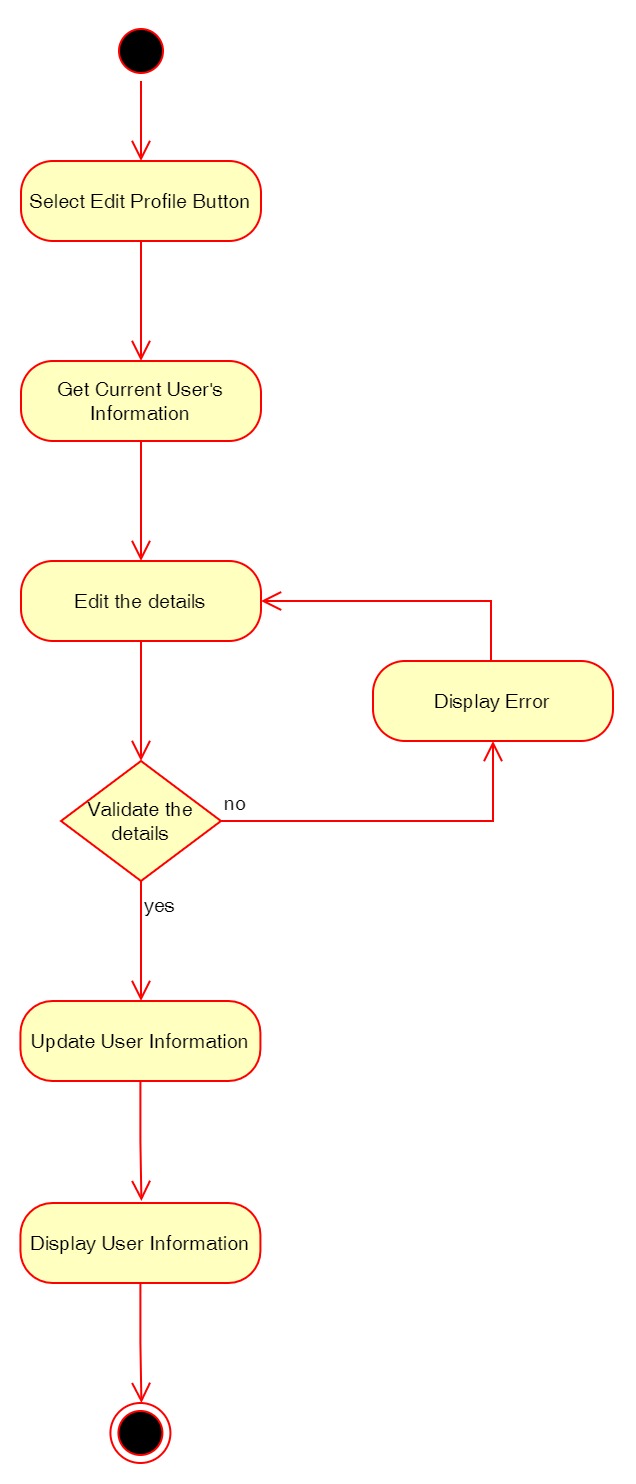 Select Edit Profile Button
Get Current User's
Information
Edit the details
Display Error
Validate the
details
no
yes
Update User Information
Display User Information